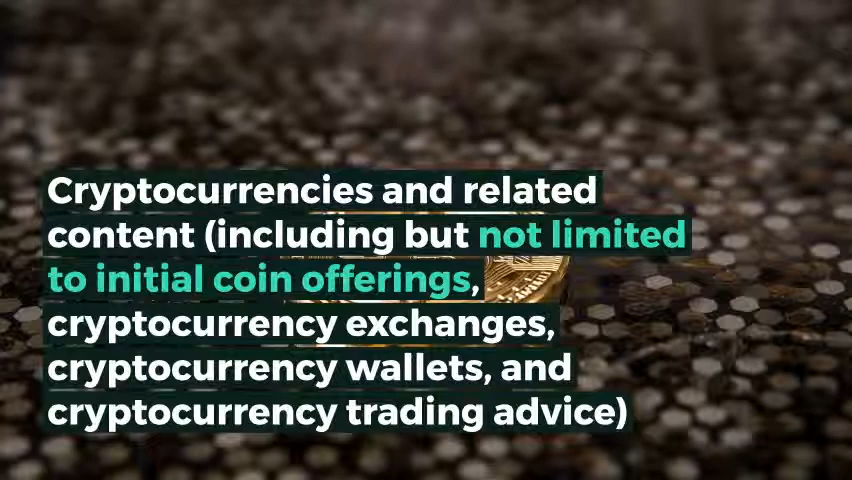 Cryptocurrencies and related
content (including but not limited
to initial coin offerings,
cryptocurrency exchanges,
cryptocurrency wallets, and
cryptocurrency trading advice)